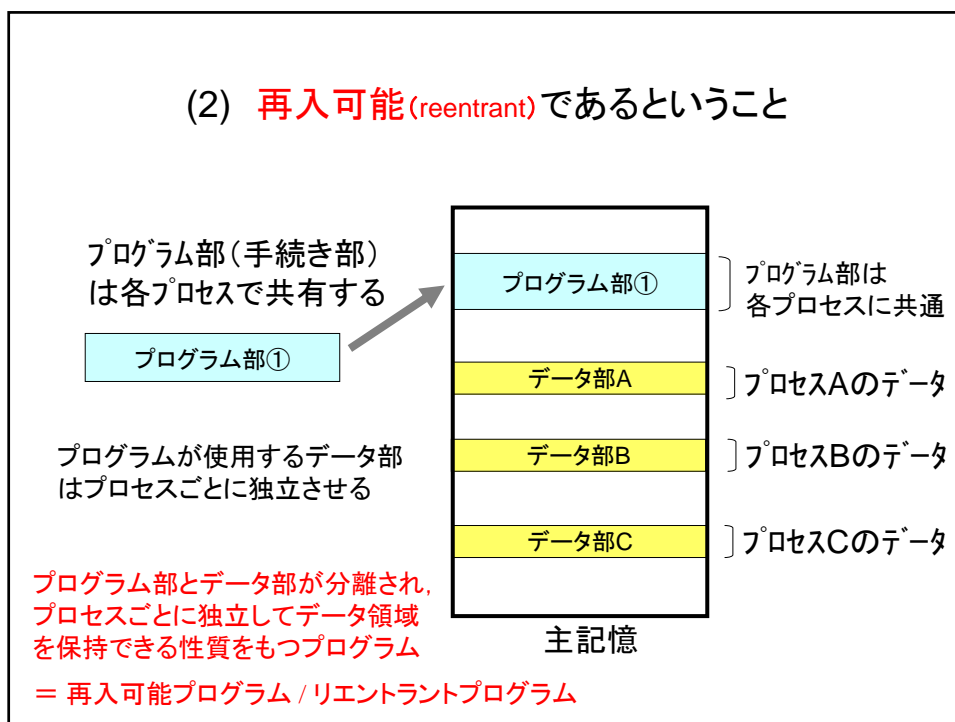 (2) 再入可能(reentrant)であるということ
ﾌﾟﾛｸﾞﾗﾑ部(手続き部)
は各ﾌﾟﾛｾｽで共有する
プログラム部①
プログラムが使用するデータ部
はプロセスごとに独立させる
プログラム部とデータ部が分離され,
プロセスごとに独立してデータ領域
を保持できる性質をもつプログラム
= 再入可能プログラム / リエントラントプログラム
プログラム部①
データ部A
データ部B
データ部C
主記憶
ﾌﾟﾛｸﾞﾗﾑ部は
各プロセスに共通
ﾌﾟﾛｾｽAのﾃﾞｰﾀ
ﾌﾟﾛｾｽBのﾃﾞｰﾀ
ﾌﾟﾛｾｽCのﾃﾞｰﾀ